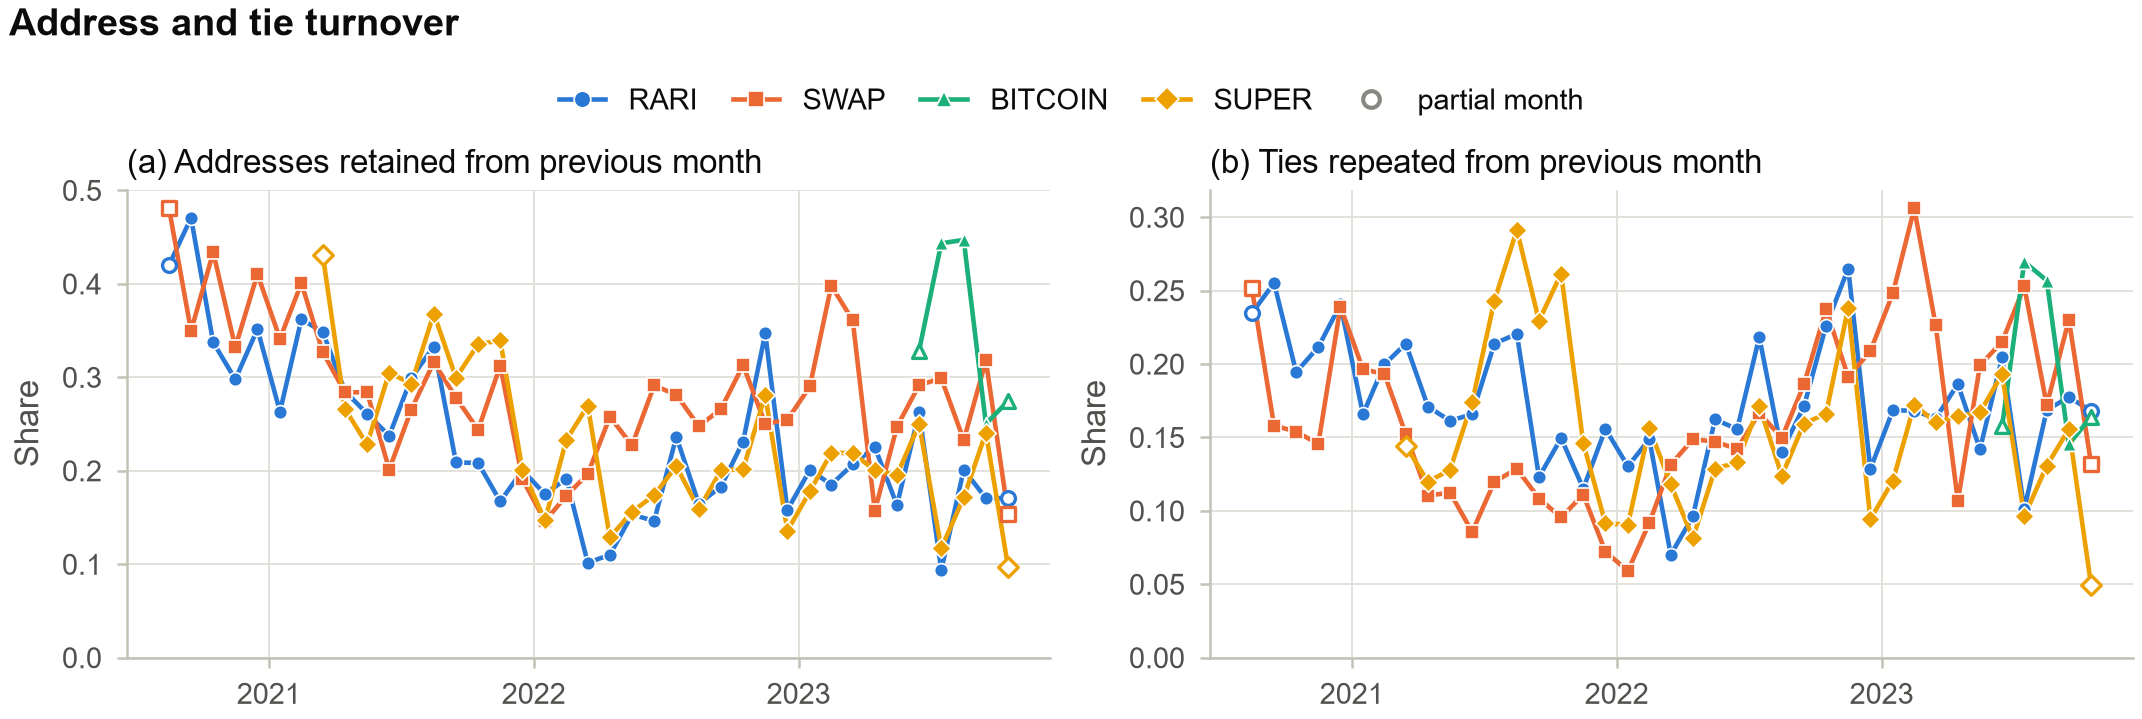 Address and tie turnover
RARI SWAP BITCOIN SUPER partial month
(a) Addresses retained from previous month
Share
0.5
0.4
0.3
0.2
0.1
0.0
2021 2022 2023
(b) Ties repeated from previous month
Share
0.30
0.25
0.20
0.15
0.10
0.05
0.00
2021 2022 2023